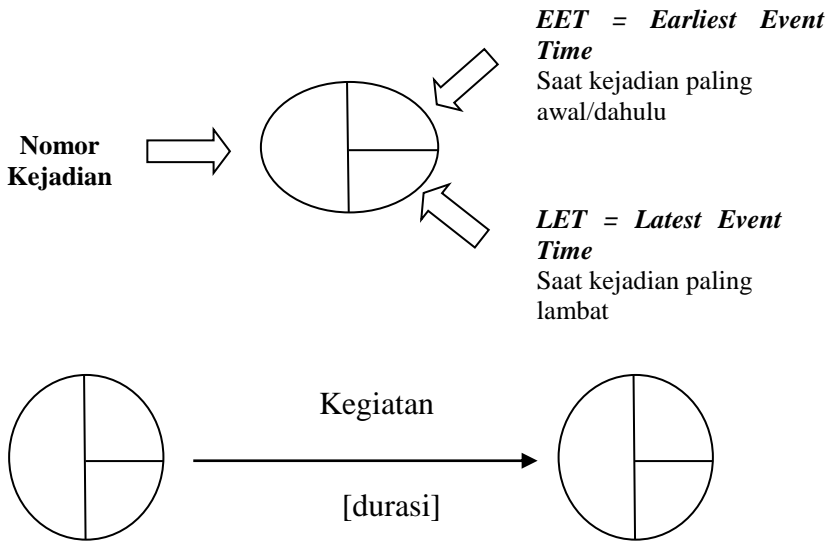 EET = Earliest Event
Time
Saat kejadian paling
awal/dahulu
Nomor
Kejadian
LET = Latest Event
Time
Saat kejadian paling
lambat
Kegiatan
[durasi]